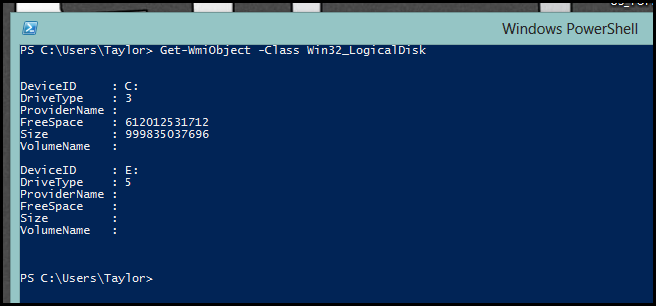 Windows PowerShell
PS C:\Users\Taylor> Get-WmiObject -Class Win32_LogicalDisk
DeviceID     : C:
DriveType    : 3
ProviderName :
FreeSpace    : 612012531712
Size         : 999835037696
VolumeName   :
DeviceID     : E:
DriveType    : 5
ProviderName :
FreeSpace    :
Size         :
VolumeName   :
PS C:\Users\Taylor>